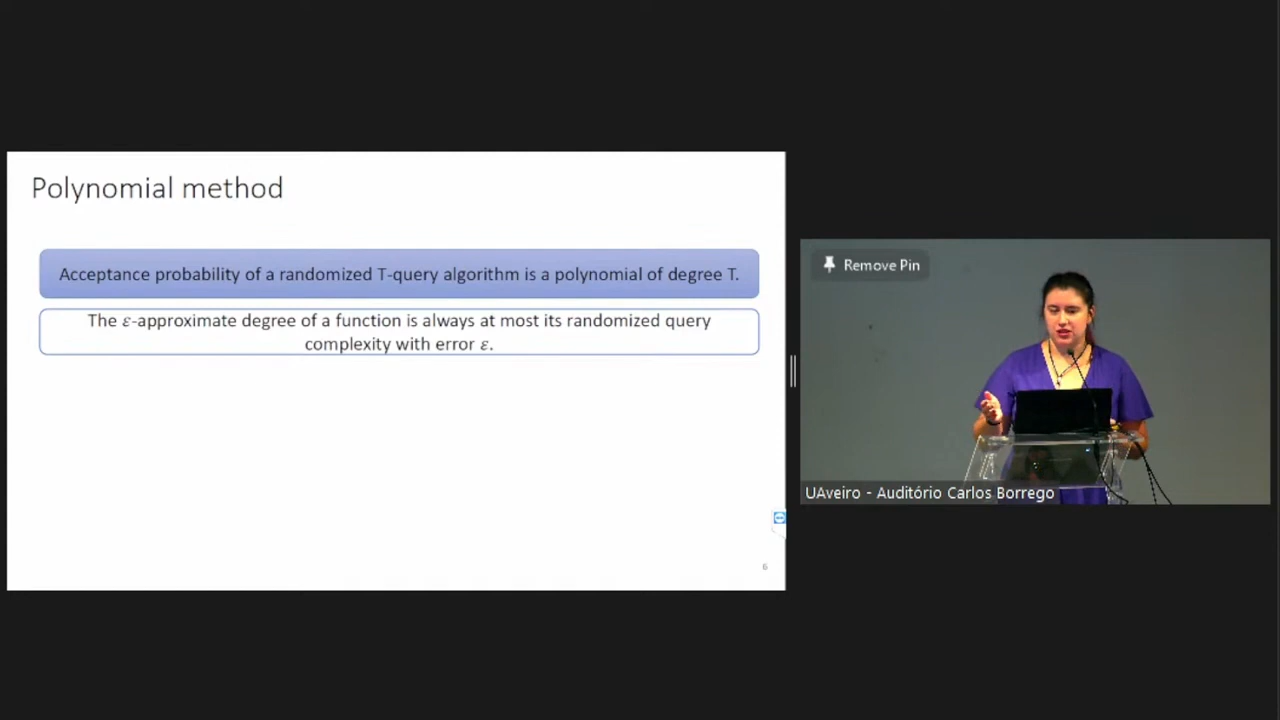 Polynomial method
Acceptance probability of a randomized T-query algorithm is a polynomial of degree T.
The ε-approximate degree of a function is always at most its randomized query
complexity with error ε.
6
Remove Pin
UAveiro - Auditório Carlos Borrego